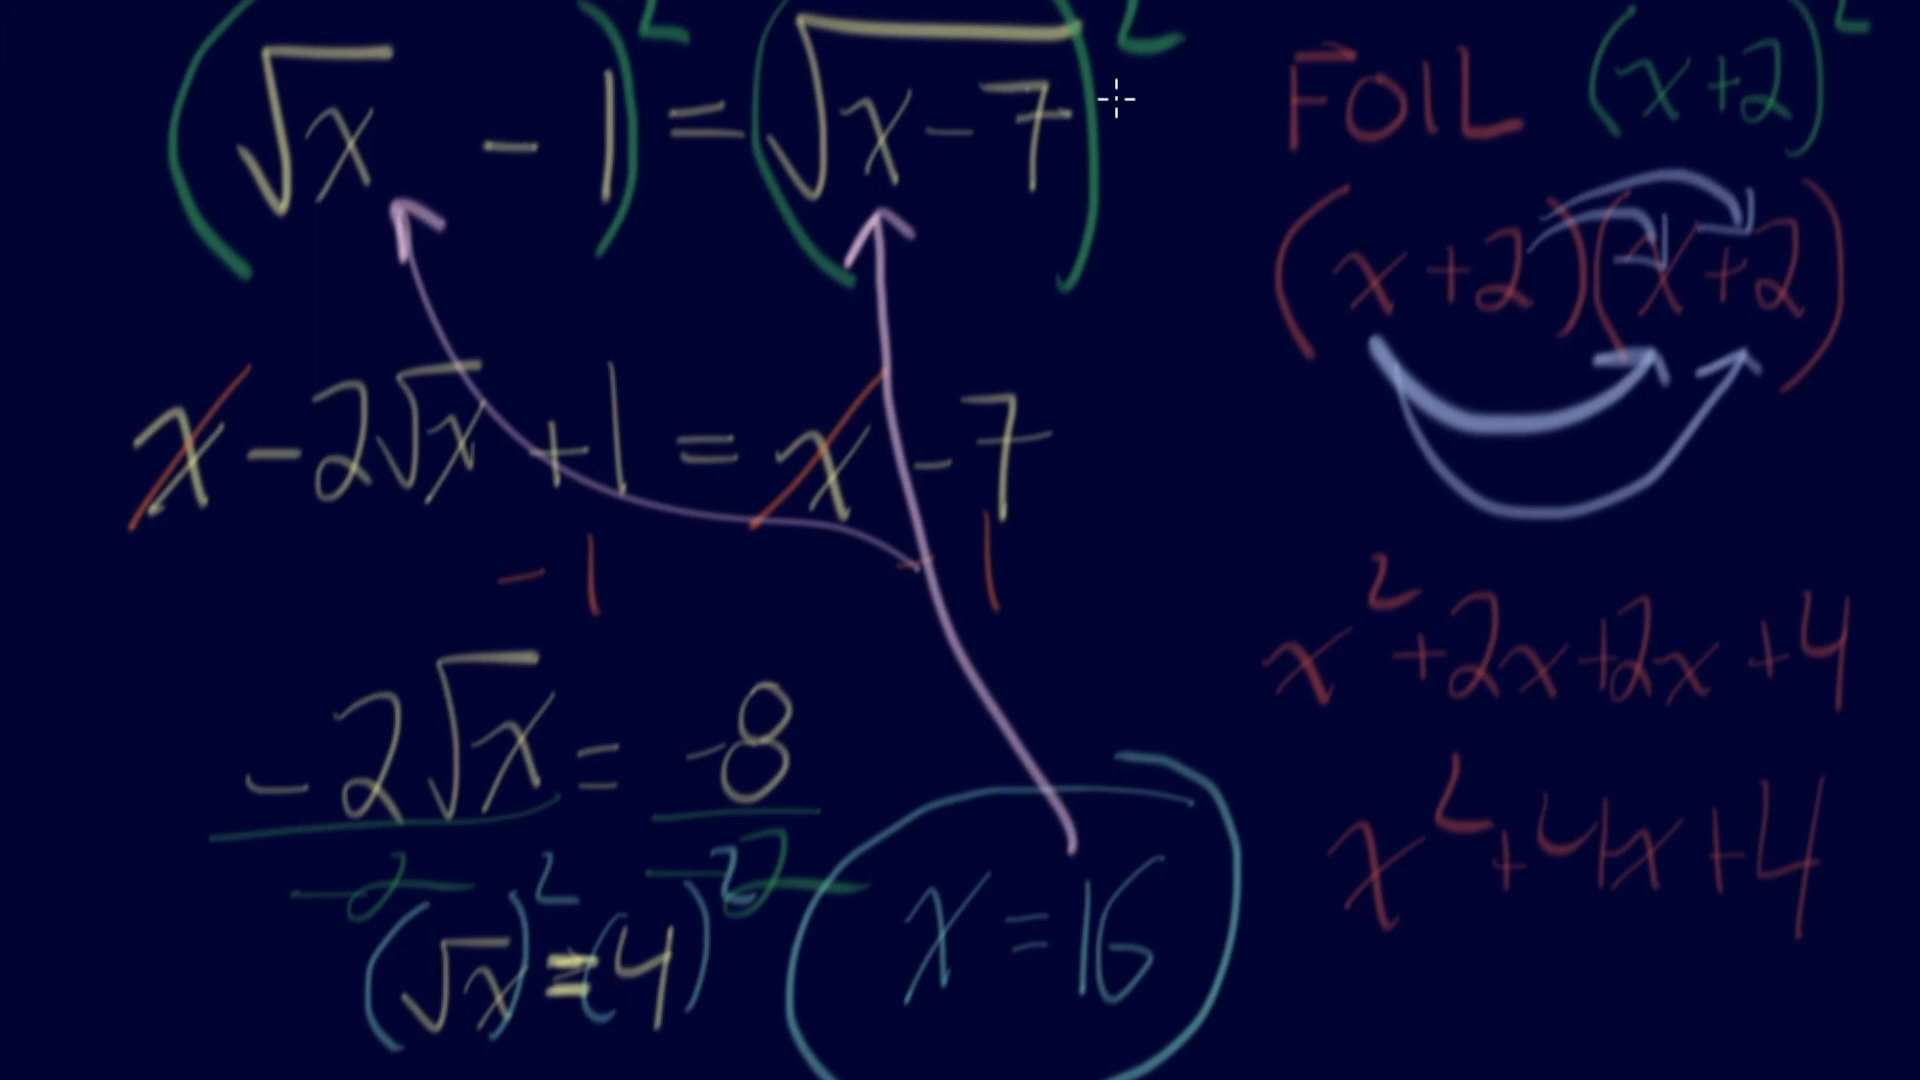 (√x - 1)² = (√x-7)²
x - 2√x + 1 = x - 7
- 1 - 1
-2√x = -8
-2 -2
(√x)² = (4)²
x = 16
FOIL (x+2)²
(x+2)(x+2)
x² + 2x + 2x + 4
x² + 4x + 4